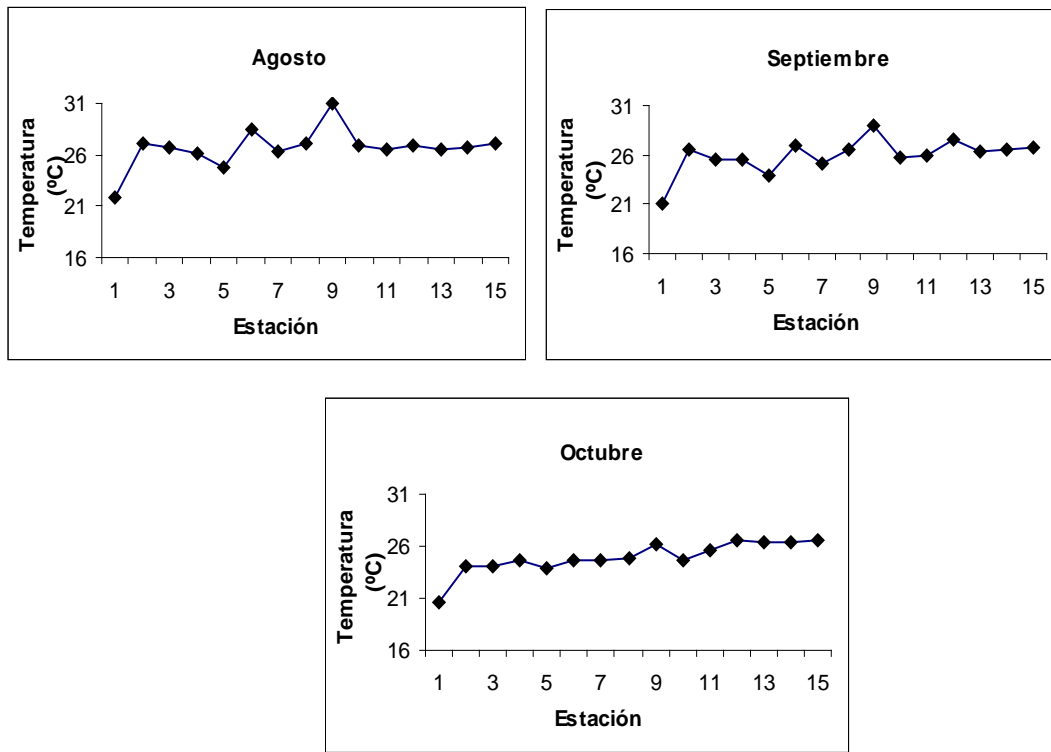 Agosto
31
26
21
16
Temperatura
(ºC)
1 3 5 7 9 11 13 15
Estación
Septiembre
31
26
21
16
Temperatura
(ºC)
1 3 5 7 9 11 13 15
Estación
Octubre
31
26
21
16
Temperatura
(ºC)
1 3 5 7 9 11 13 15
Estación